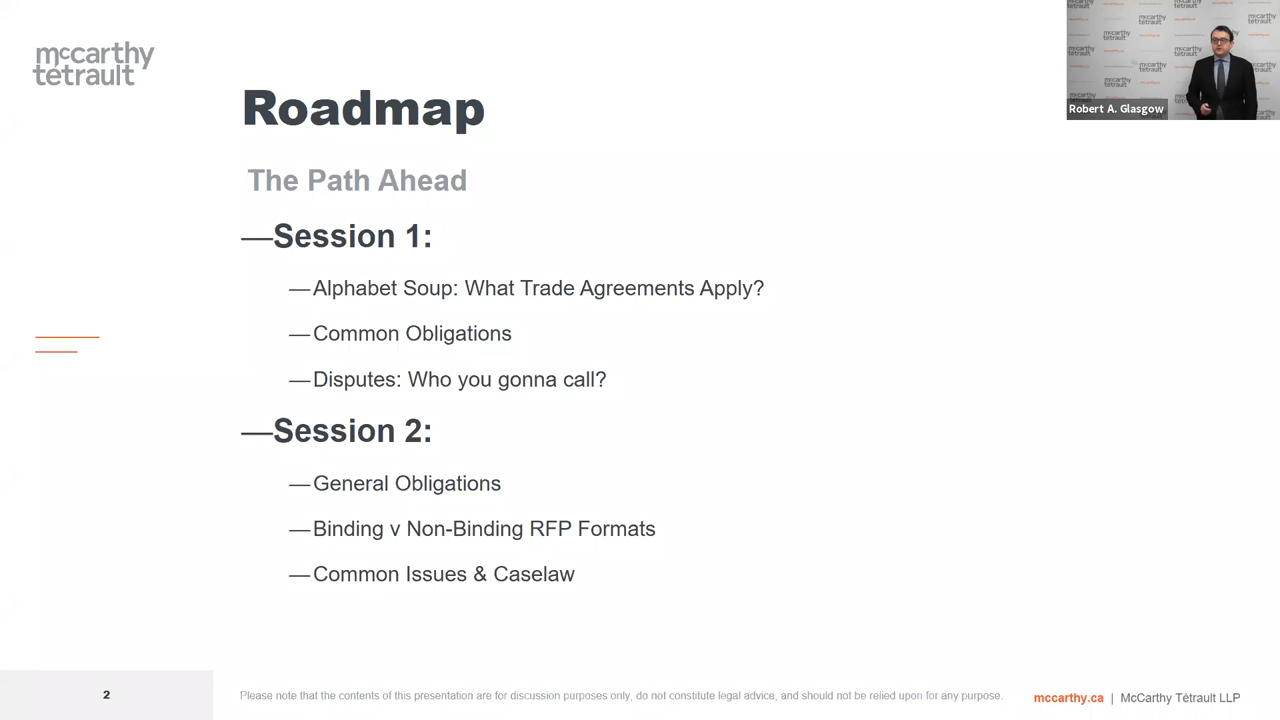 mccarthy
tetrault
Roadmap
The Path Ahead
—Session 1:
—Alphabet Soup: What Trade Agreements Apply?
—Common Obligations
—Disputes: Who you gonna call?
—Session 2:
—General Obligations
—Binding v Non-Binding RFP Formats
—Common Issues & Caselaw
Robert A. Glasgow
2
Please note that the contents of this presentation are for discussion purposes only, do not constitute legal advice, and should not be relied upon for any purpose.
mccarthy.ca | McCarthy Tétrault LLP